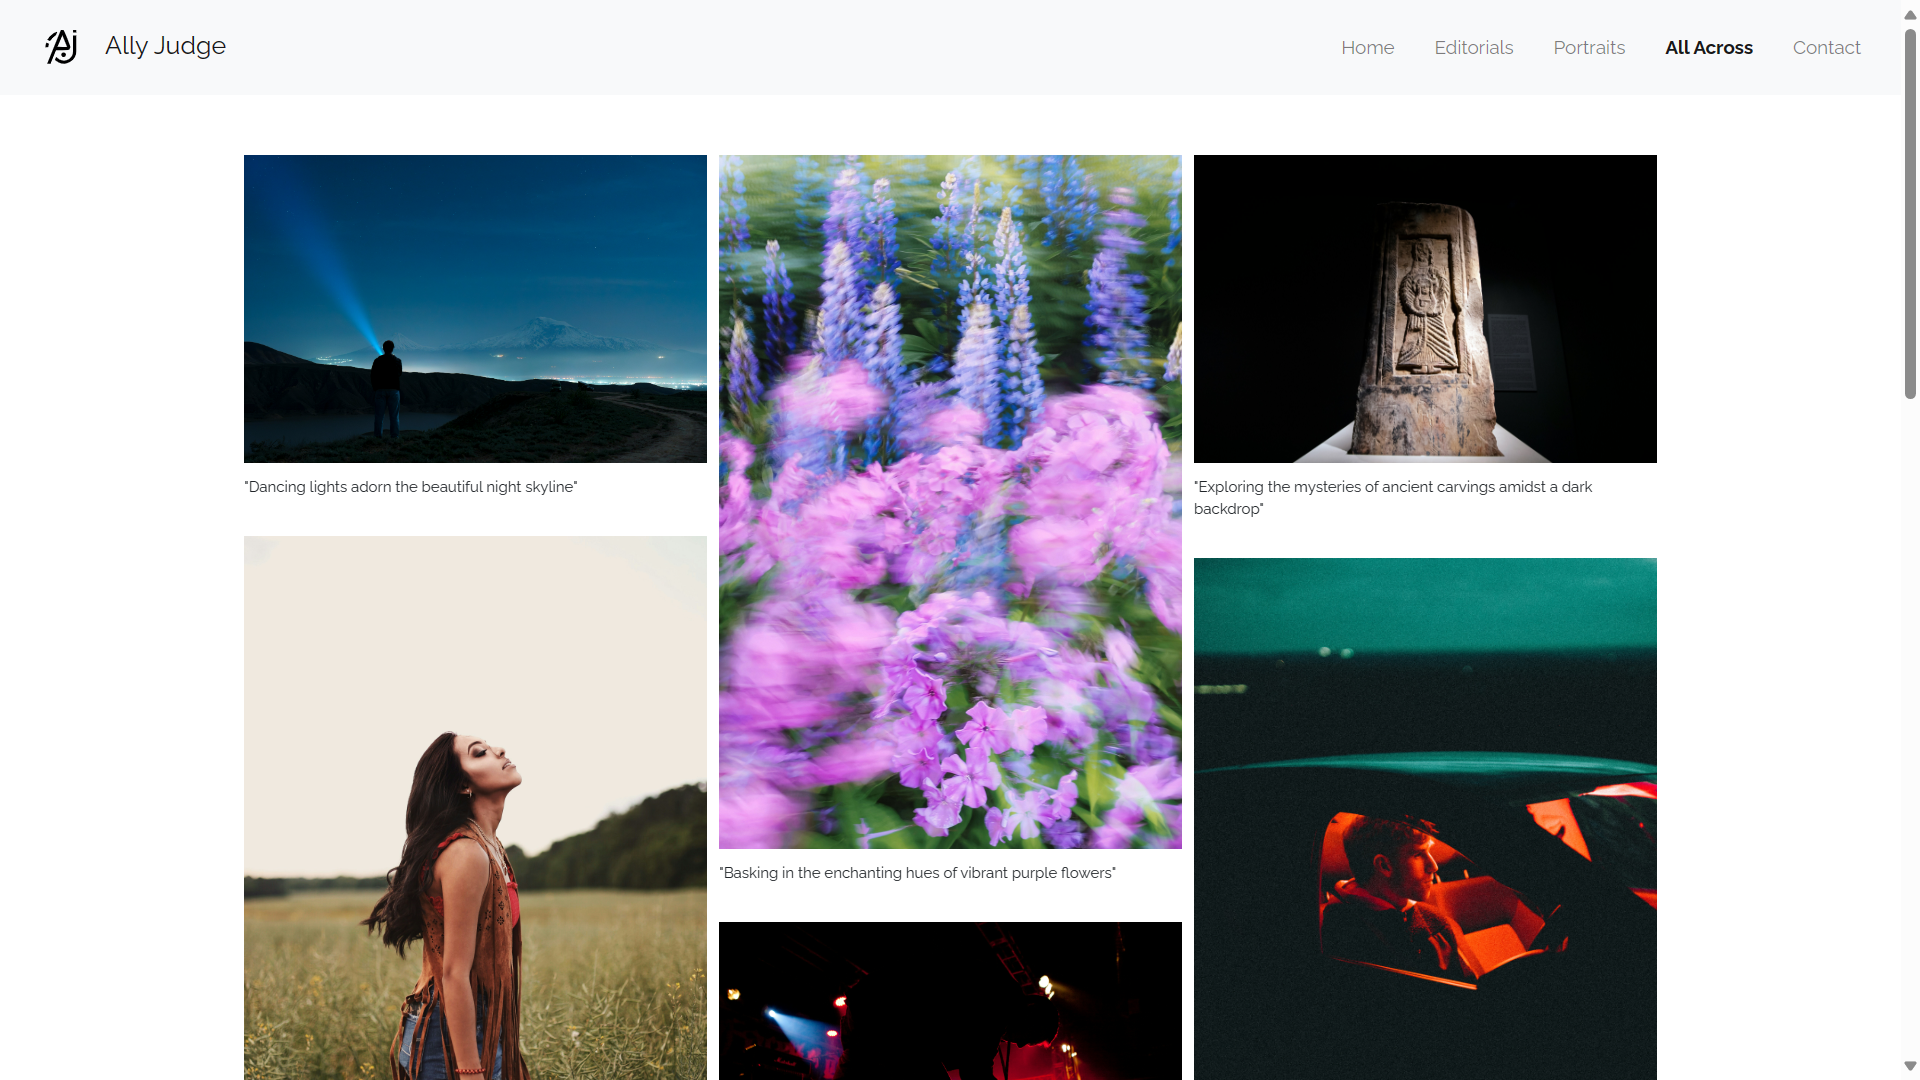 AJ
Ally Judge
Home
Editorials
Portraits
All Across
Contact
"Dancing lights adorn the beautiful night skyline"
"Exploring the mysteries of ancient carvings amidst a dark
backdrop"
"Basking in the enchanting hues of vibrant purple flowers"